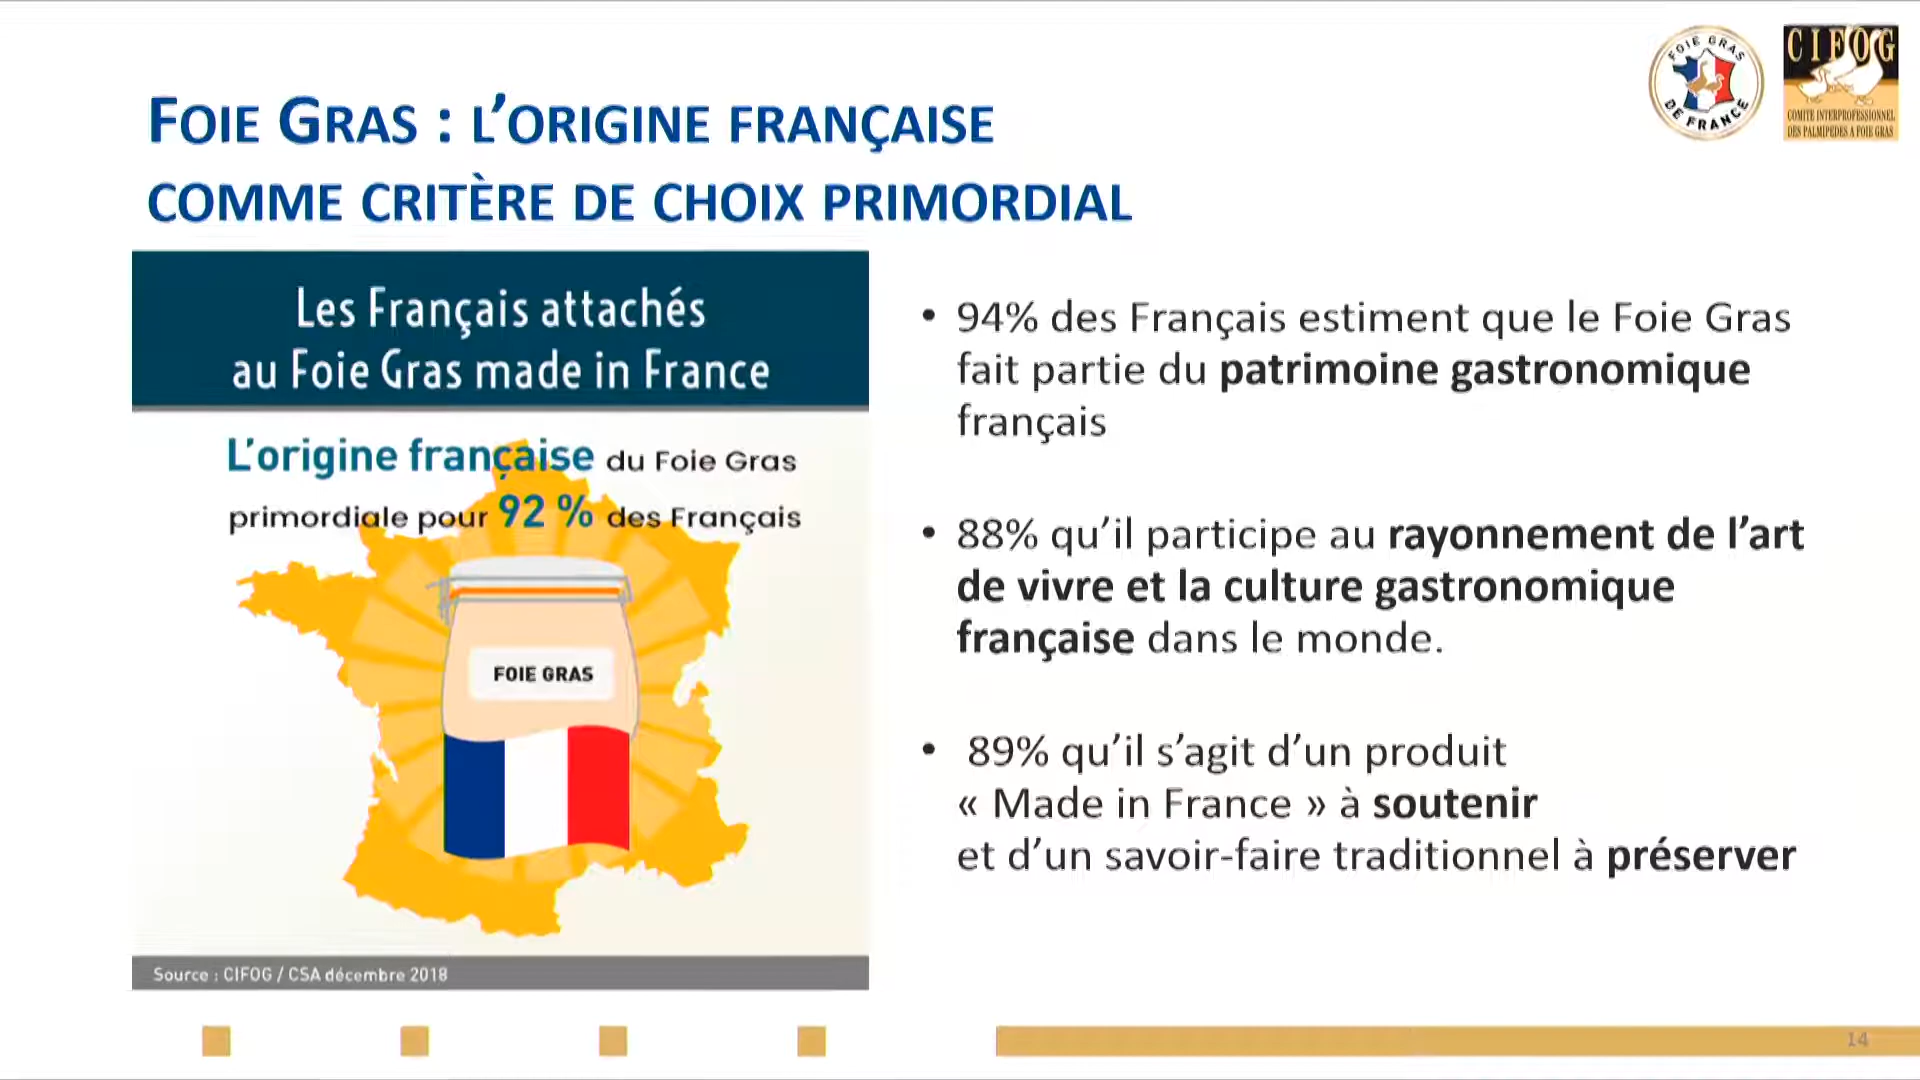 FOIE GRAS DE FRANCE
CIFOG
COMITE INTERPROFESSIONNEL
DES PALMIPEDES A FOIE GRAS
FOIE GRAS : L’ORIGINE FRANÇAISE
COMME CRITÈRE DE CHOIX PRIMORDIAL
Les Français attachés
au Foie Gras made in France
L’origine française du Foie Gras
primordiale pour 92 % des Français
FOIE GRAS
Source : CIFOG / CSA décembre 2018
• 94% des Français estiment que le Foie Gras
fait partie du patrimoine gastronomique
français
• 88% qu’il participe au rayonnement de l’art
de vivre et la culture gastronomique
française dans le monde.
• 89% qu’il s’agit d’un produit
« Made in France » à soutenir
et d’un savoir-faire traditionnel à préserver
14